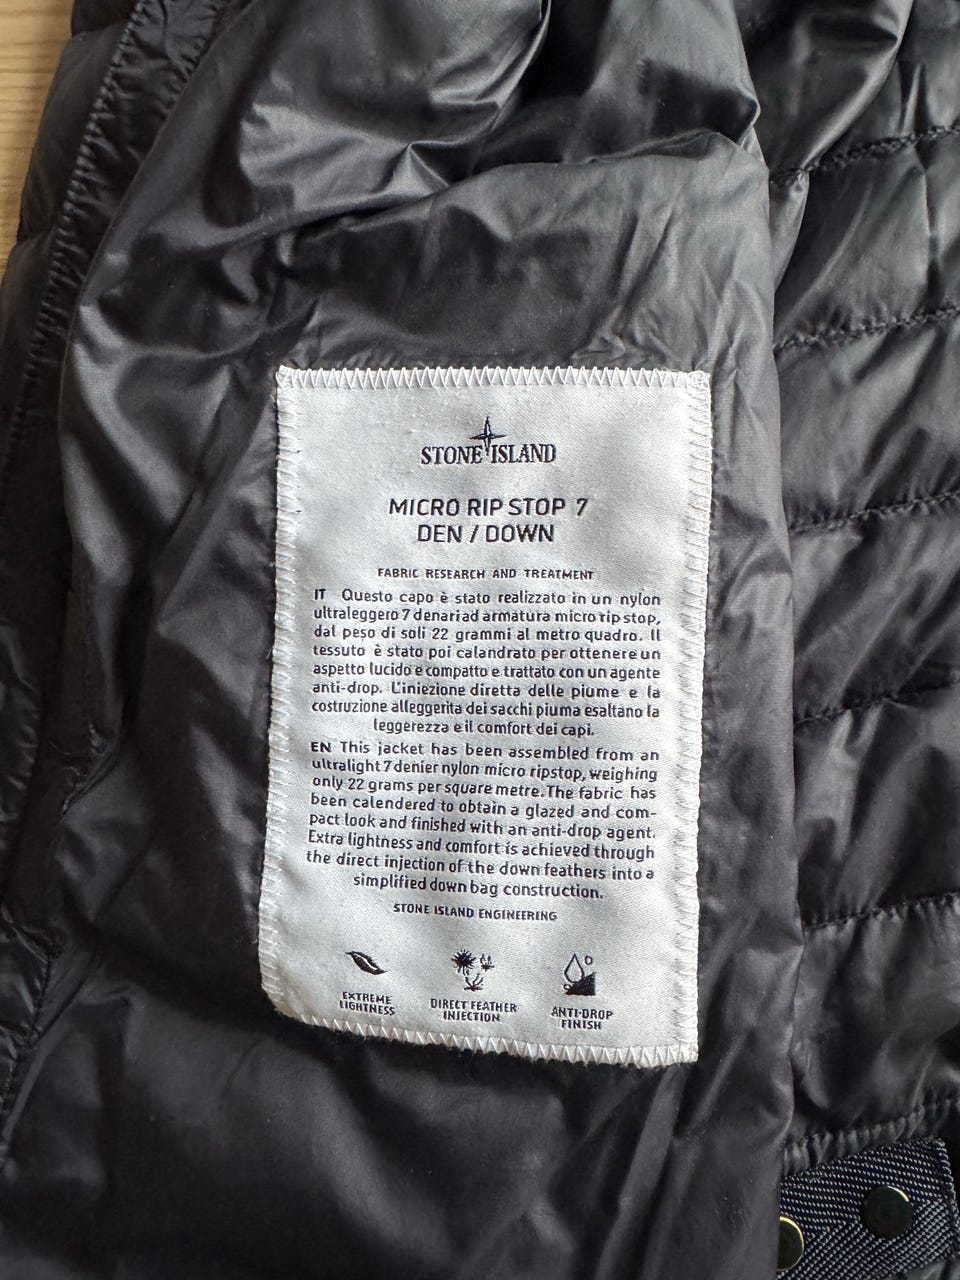 STONE ISLAND
MICRO RIP STOP 7
DEN / DOWN
FABRIC RESEARCH AND TREATMENT
IT Questo capo è stato realizzato in un nylon
ultraleggero 7 denari ad armatura micro rip stop,
dal peso di soli 22 grammi al metro quadro. Il
tessuto è stato poi calandrato per ottenere un
aspetto lucido e compatto e trattato con un agente
anti-drop. L'iniezione diretta delle piume e la
costruzione alleggerita dei sacchi piuma esaltano la
leggerezza e il comfort dei capi.
EN This jacket has been assembled from an
ultralight 7 denier nylon micro ripstop, weighing
only 22 grams per square metre. The fabric has
been calendered to obtain a glazed and com-
pact look and finished with an anti-drop agent.
Extra lightness and comfort is achieved through
the direct injection of the down feathers into a
simplified down bag construction.
STONE ISLAND ENGINEERING
EXTREME
LIGHTNESS
DIRECT FEATHER
INJECTION
ANTI-DROP
FINISH